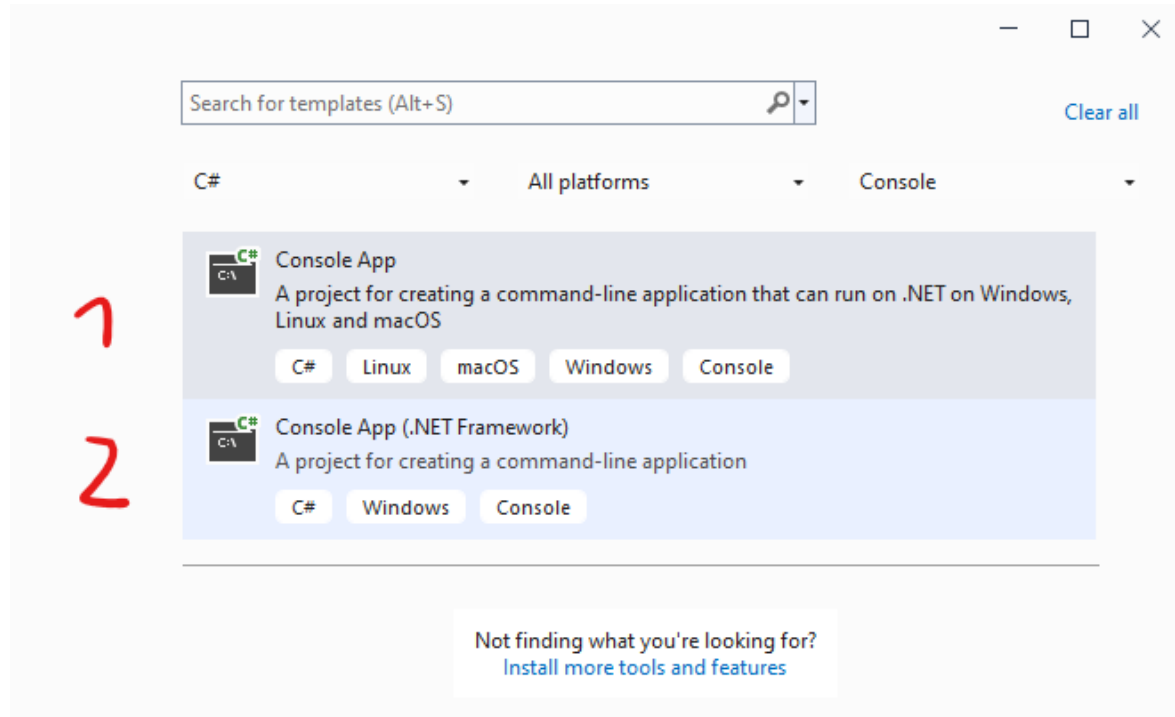 Search for templates (Alt+S)
Clear all
C#
All platforms
Console
C#
C:\
Console App
A project for creating a command-line application that can run on .NET on Windows,
Linux and macOS
C#
Linux
macOS
Windows
Console
1
C#
C:\
Console App (.NET Framework)
A project for creating a command-line application
C#
Windows
Console
2
Not finding what you're looking for?
Install more tools and features